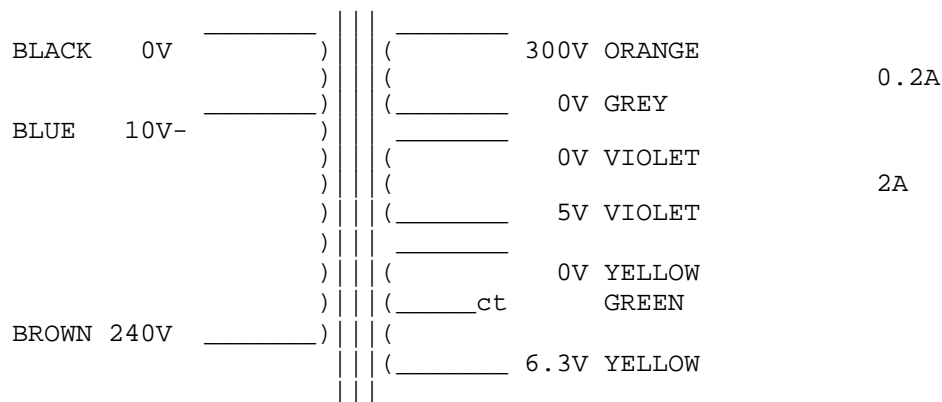 BLACK 0V 300V ORANGE
0.2A
0V GREY
BLUE 10V-
0V VIOLET
2A
5V VIOLET
0V YELLOW
ct GREEN
BROWN 240V
6.3V YELLOW